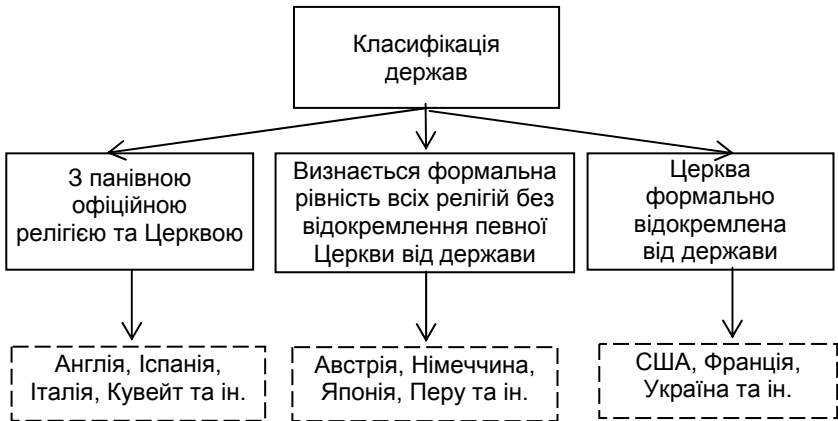 Класифікація
держав
З панівною
офіційною
релігією та Церквою
Визнається формальна
рівність всіх релігій без
відокремлення певної
Церкви від держави
Церква
формально
відокремлена
від держави
Англія, Іспанія,
Італія, Кувейт та ін.
Австрія, Німеччина,
Японія, Перу та ін.
США, Франція,
Україна та ін.